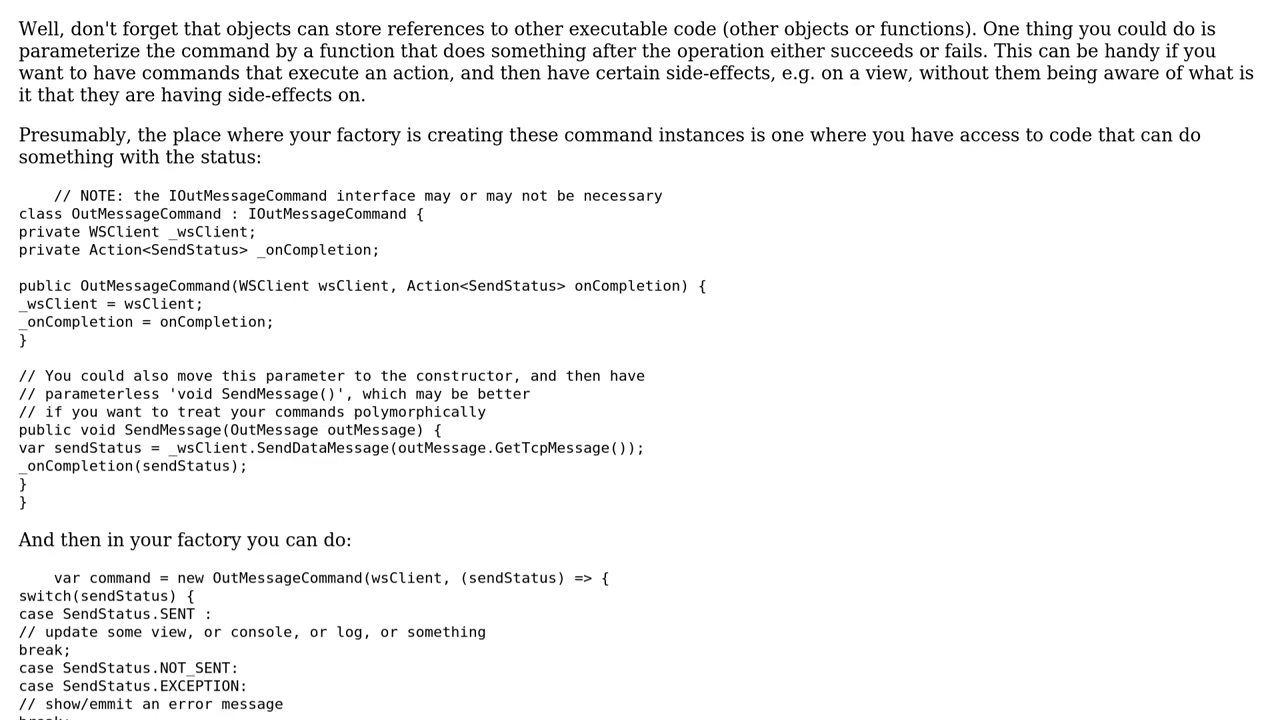 Well, don't forget that objects can store references to other executable code (other objects or functions). One thing you could do is
parameterize the command by a function that does something after the operation either succeeds or fails. This can be handy if you
want to have commands that execute an action, and then have certain side-effects, e.g. on a view, without them being aware of what is
it that they are having side-effects on.
Presumably, the place where your factory is creating these command instances is one where you have access to code that can do
something with the status:
// NOTE: the IOutMessageCommand interface may or may not be necessary
class OutMessageCommand : IOutMessageCommand {
private WSClient _wsClient;
private Action<SendStatus> _onCompletion;
public OutMessageCommand(WSClient wsClient, Action<SendStatus> onCompletion) {
_wsClient = wsClient;
_onCompletion = onCompletion;
}
// You could also move this parameter to the constructor, and then have
// parameterless 'void SendMessage()', which may be better
// if you want to treat your commands polymorphically
public void SendMessage(OutMessage outMessage) {
var sendStatus = _wsClient.SendDataMessage(outMessage.GetTcpMessage());
_onCompletion(sendStatus);
}
}
And then in your factory you can do:
var command = new OutMessageCommand(wsClient, (sendStatus) => {
switch(sendStatus) {
case SendStatus.SENT :
// update some view, or console, or log, or something
break;
case SendStatus.NOT_SENT:
case SendStatus.EXCEPTION:
// show/emmit an error message